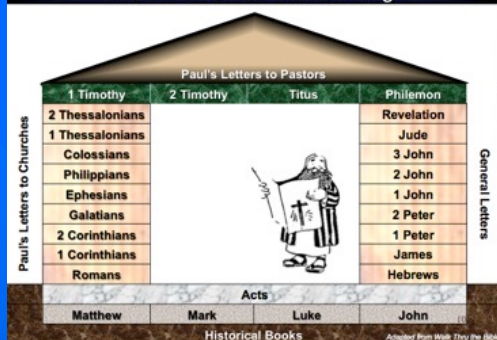 Paul's Letters to Pastors
1 Timothy 2 Timothy Titus Philemon
2 Thessalonians Revelation
1 Thessalonians Jude
Colossians 3 John
Philippians 2 John
Ephesians 1 John
Galatians 2 Peter
2 Corinthians 1 Peter
1 Corinthians James
Romans Hebrews
Paul's Letters to Churches
General Letters
Acts
Matthew Mark Luke John
Historical Books
Adapted from Walk Thru the Bible